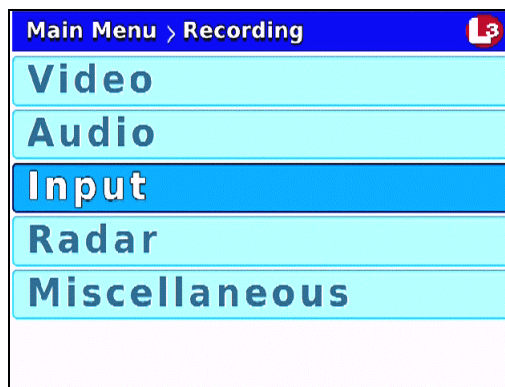 Main Menu > Recording
L3
Video
Audio
Input
Radar
Miscellaneous